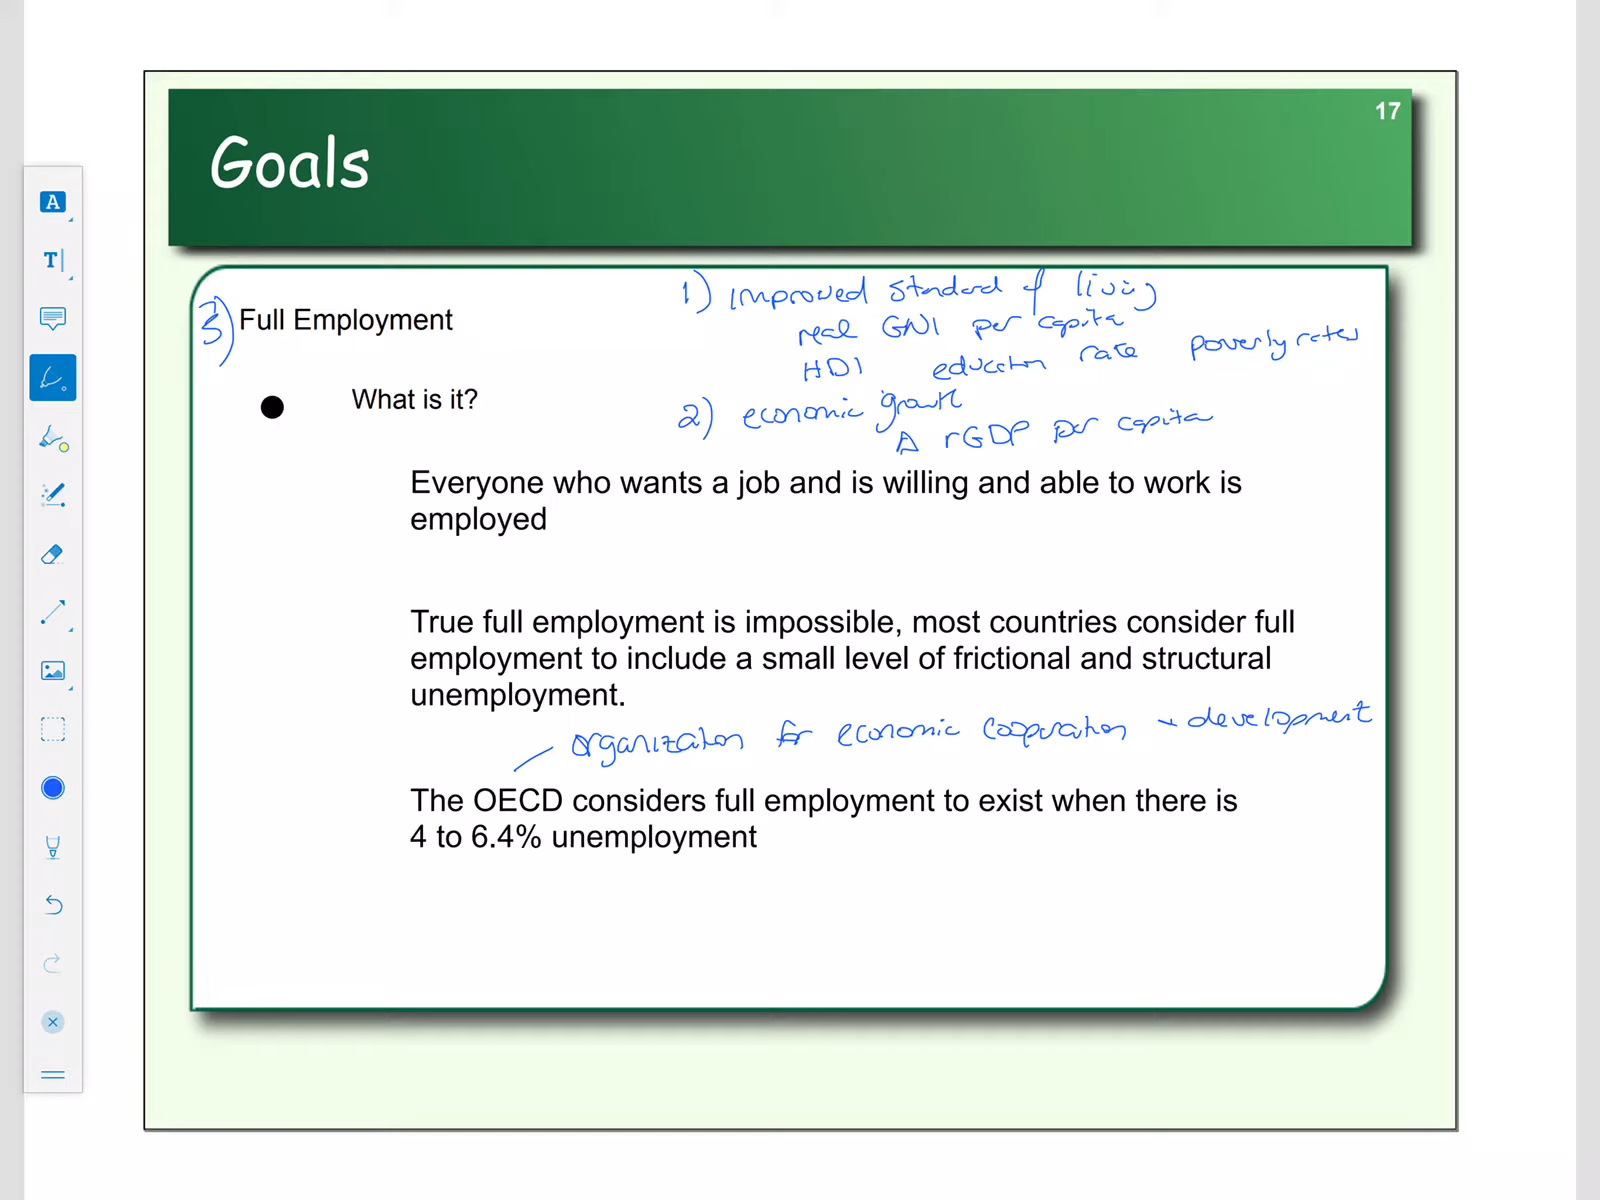 17
Goals
1) improved standard of living
3) Full Employment
real GNI per capita
HDI education rate poverty rates
What is it?
2) economic growth
Δ rGDP per capita
Everyone who wants a job and is willing and able to work is
employed
True full employment is impossible, most countries consider full
employment to include a small level of frictional and structural
unemployment.
organization for economic cooperation + development
The OECD considers full employment to exist when there is
4 to 6.4% unemployment
A
T